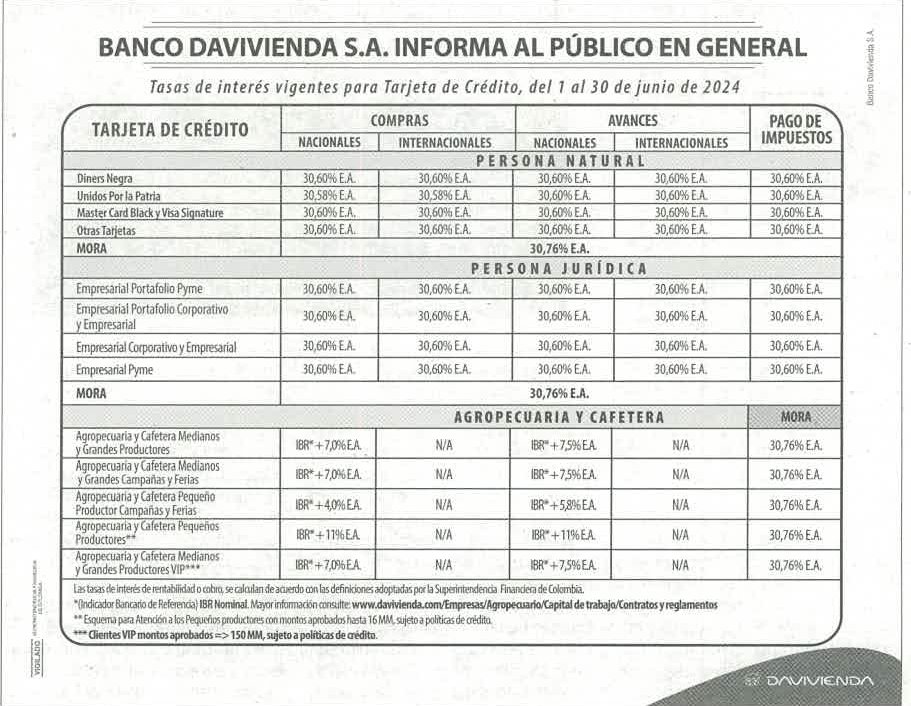 BANCO DAVIVIENDA S.A. INFORMA AL PÚBLICO EN GENERAL
Tasas de interés vigentes para Tarjeta de Crédito, del 1 al 30 de junio de 2024
Banco Davivienda S.A.
TARJETA DE CRÉDITO COMPRAS AVANCES PAGO DE IMPUESTOS
NACIONALES INTERNACIONALES NACIONALES INTERNACIONALES
PERSONA NATURAL
Diners Negra 30,60% E.A. 30,60% E.A. 30,60% E.A. 30,60% E.A. 30,60% E.A.
Unidos Por la Patria 30,58% E.A. 30,58% E.A. 30,60% E.A. 30,60% E.A. 30,60% E.A.
Master Card Black y Visa Signature 30,60% E.A. 30,60% E.A. 30,60% E.A. 30,60% E.A. 30,60% E.A.
Otras Tarjetas 30,60% E.A. 30,60% E.A. 30,60% E.A. 30,60% E.A. 30,60% E.A.
MORA 30,76% E.A.
PERSONA JURÍDICA
Empresarial Portafolio Pyme 30,60% E.A. 30,60% E.A. 30,60% E.A. 30,60% E.A. 30,60% E.A.
Empresarial Portafolio Corporativo
y Empresarial 30,60% E.A. 30,60% E.A. 30,60% E.A. 30,60% E.A. 30,60% E.A.
Empresarial Corporativo y Empresarial 30,60% E.A. 30,60% E.A. 30,60% E.A. 30,60% E.A. 30,60% E.A.
Empresarial Pyme 30,60% E.A. 30,60% E.A. 30,60% E.A. 30,60% E.A. 30,60% E.A.
MORA 30,76% E.A.
AGROPECUARIA Y CAFETERA MORA
Agropecuaria y Cafetera Medianos
y Grandes Productores IBR*+7,0%E.A. N/A IBR*+7,5%E.A. N/A 30,76% E.A.
Agropecuaria y Cafetera Medianos
y Grandes Campañas y Ferias IBR*+7,0%E.A. N/A IBR*+7,5%E.A. N/A 30,76% E.A.
Agropecuaria y Cafetera Pequeño
Productor Campañas y Ferias IBR*+4,0%E.A. N/A IBR*+5,8%E.A. N/A 30,76% E.A.
Agropecuaria y Cafetera Pequeños
Productores** IBR*+11%E.A. N/A IBR*+11%E.A. N/A 30,76% E.A.
Agropecuaria y Cafetera Medianos
y Grandes Productores VIP*** IBR*+7,0%E.A. N/A IBR*+7,5%E.A. N/A 30,76% E.A.
Las tasas de interés de rentabilidad o cobro, se calculan de acuerdo con las definiciones adoptadas por la Superintendencia Financiera de Colombia.
*(Indicador Bancario de Referencia) IBR Nominal. Mayor información consulte: www.davivienda.com/Empresas/Agropecuario/Capital de trabajo/Contratos y reglamentos
** Esquema para Atención a los Pequeños productores con montos aprobados hasta 16 MM, sujeto a políticas de crédito.
*** Clientes VIP montos aprobados => 150 MM, sujeto a políticas de crédito.
VIGILADO
DAVIVIENDA